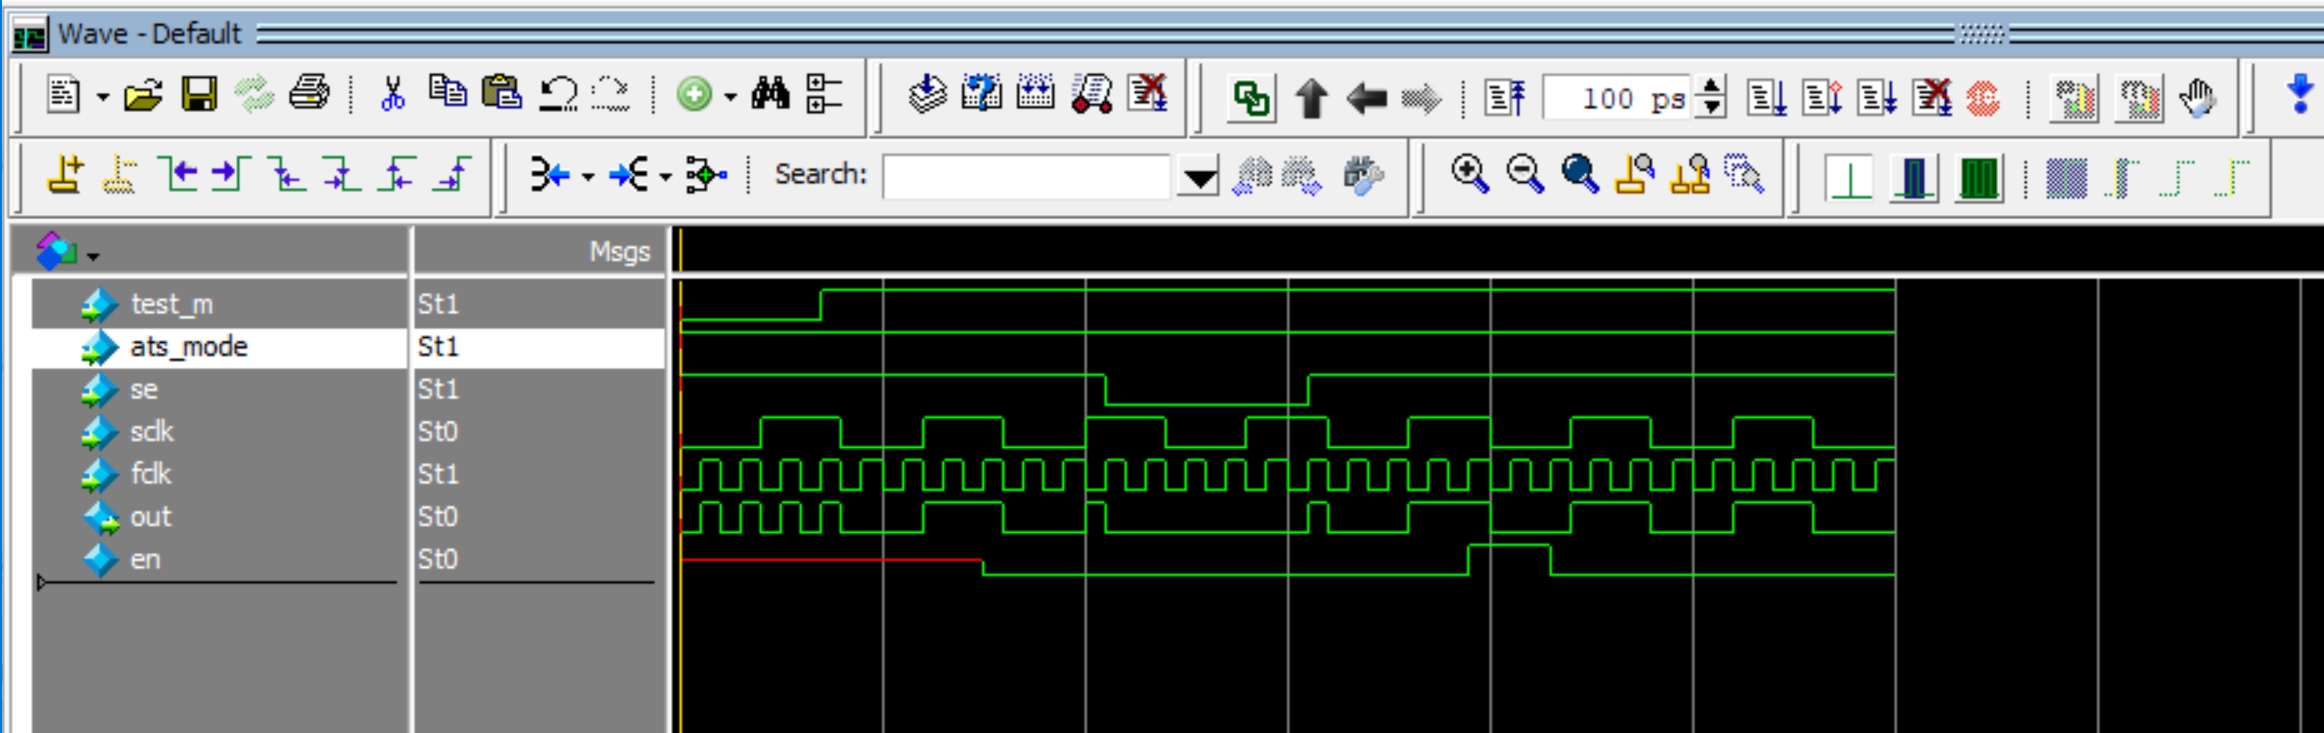 Wave - Default
100 ps
Search:
Msgs
test_m St1
ats_mode St1
se St1
sclk St0
fclk St1
out St0
en St0